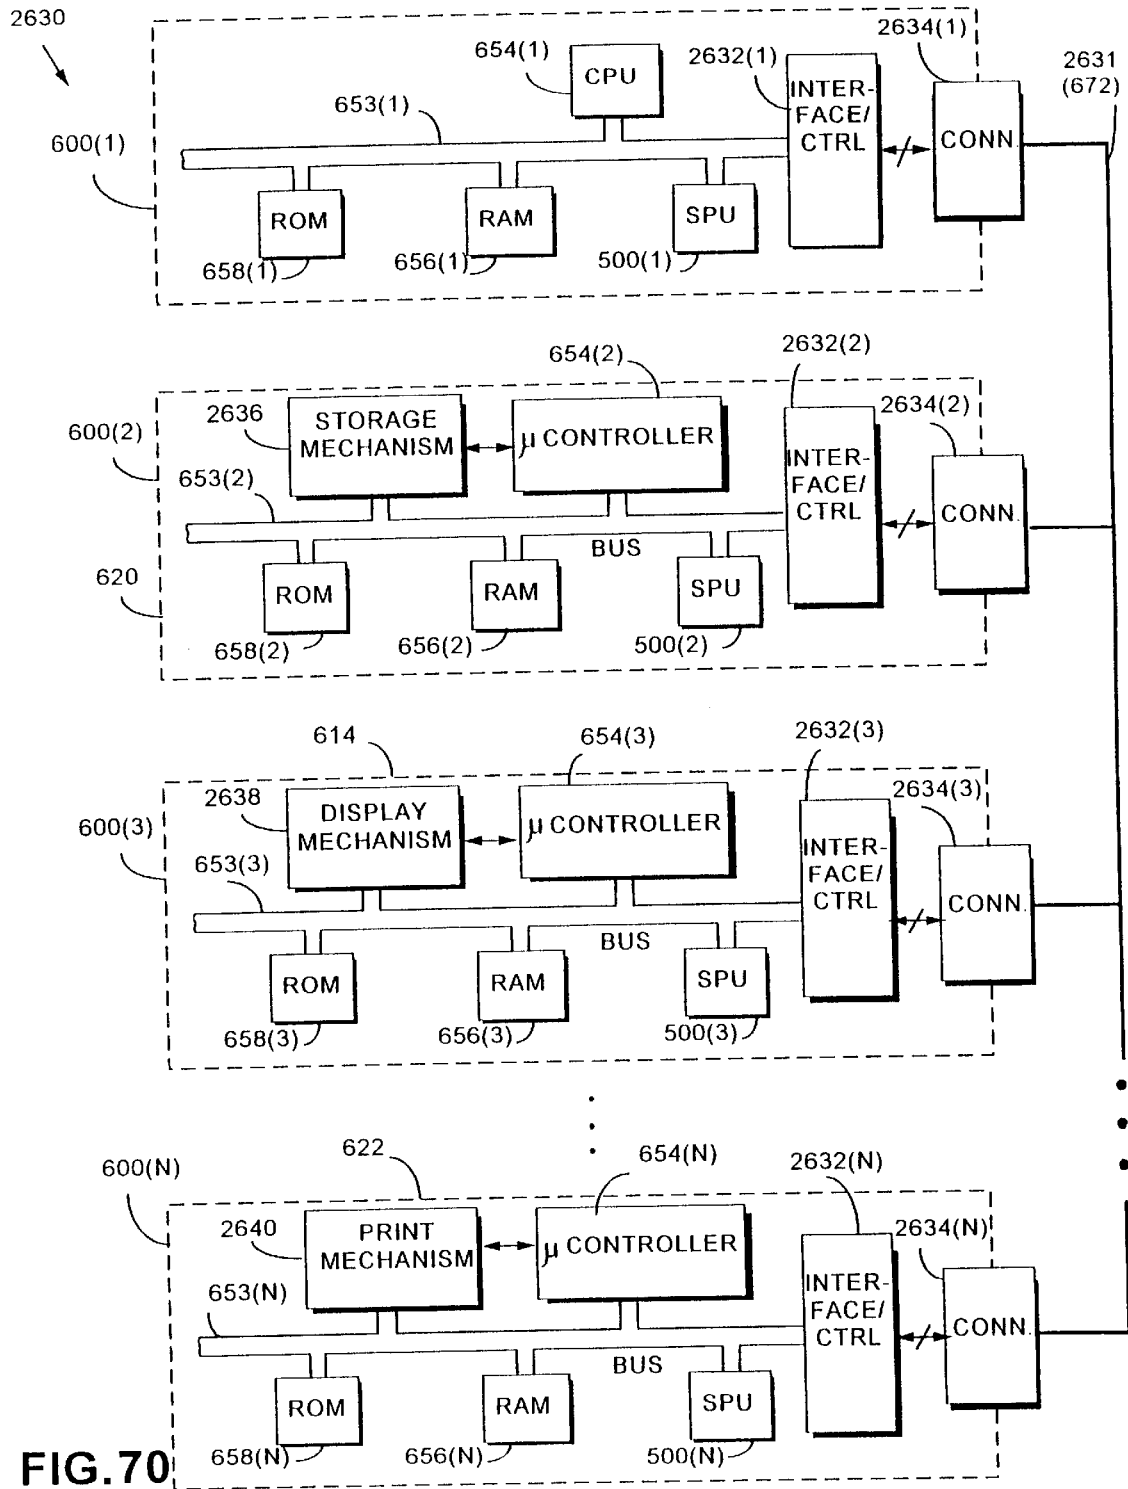 2630
2634(1)
654(1)
2632(1)
2631
(672)
CPU
INTER-
FACE/
CTRL
653(1)
600(1)
CONN.
ROM
RAM
SPU
658(1)
656(1)
500(1)
654(2)
2632(2)
2636
STORAGE
MECHANISM
μ CONTROLLER
2634(2)
600(2)
INTER-
FACE/
CTRL
653(2)
CONN.
BUS
620
ROM
RAM
SPU
658(2)
656(2)
500(2)
614
654(3)
2632(3)
2638
DISPLAY
MECHANISM
μ CONTROLLER
2634(3)
600(3)
INTER-
FACE/
CTRL
653(3)
CONN.
BUS
ROM
RAM
SPU
658(3)
656(3)
500(3)
622
654(N)
600(N)
2632(N)
2640
PRINT
MECHANISM
μ CONTROLLER
2634(N)
INTER-
FACE/
CTRL
653(N)
CONN.
BUS
ROM
RAM
SPU
658(N)
656(N)
500(N)
FIG.70